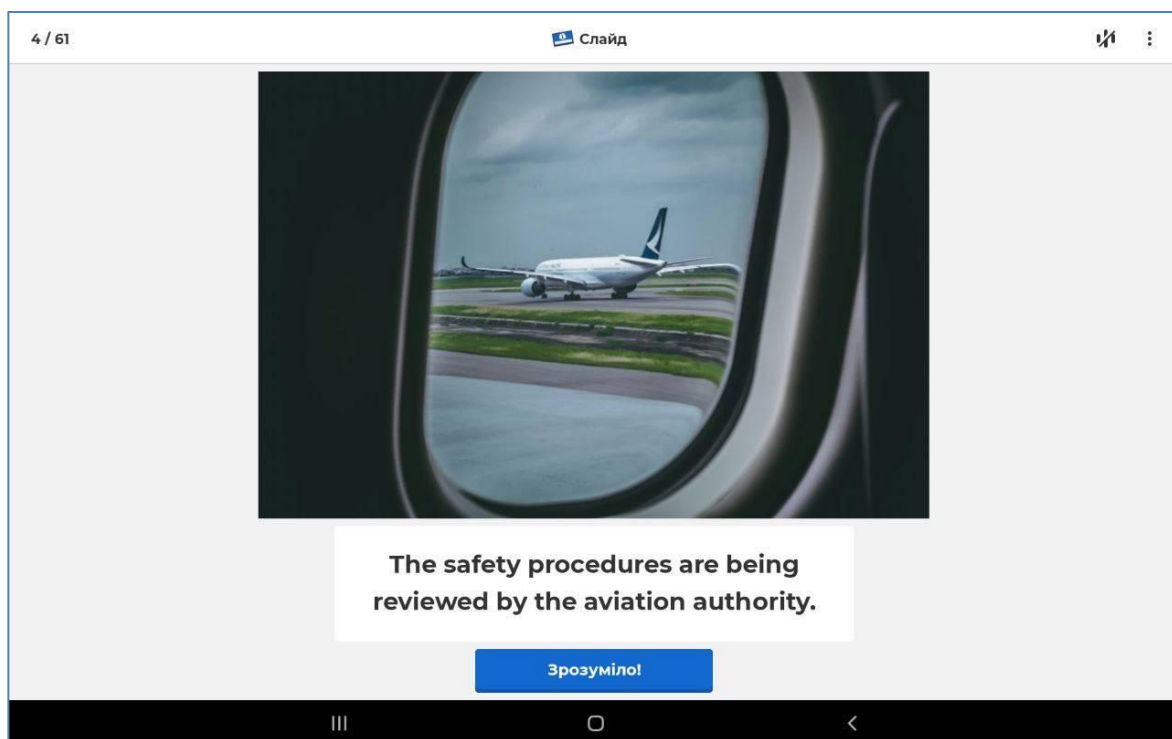 4 / 61
Слайд
The safety procedures are being
reviewed by the aviation authority.
Зрозуміло!